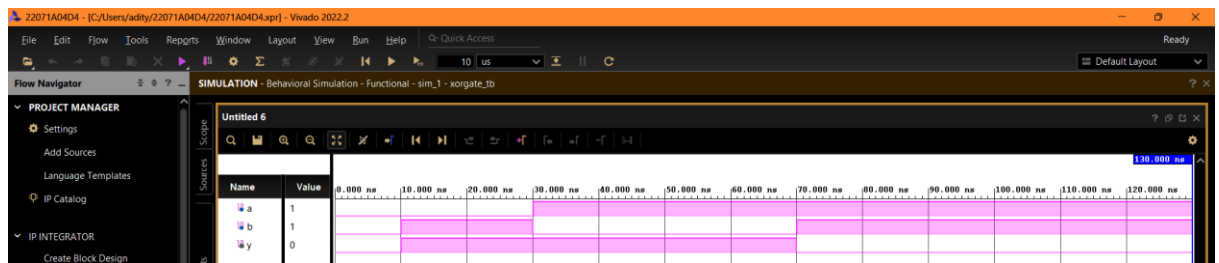 22071A04D4 - [C:/Users/adity/22071A04D4/22071A04D4.xpr] - Vivado 2022.2
File Edit Flow Tools Reports Window Layout View Run Help Q- Quick Access Ready
10 us Default Layout
Flow Navigator SIMULATION - Behavioral Simulation - Functional - sim_1 - xorgate_tb
PROJECT MANAGER
Settings
Add Sources
Language Templates
IP Catalog
IP INTEGRATOR
Create Block Design
Scope
Sources
Untitled 6
130.000 ns
Name Value 0.000 ns 10.000 ns 20.000 ns 30.000 ns 40.000 ns 50.000 ns 60.000 ns 70.000 ns 80.000 ns 90.000 ns 100.000 ns 110.000 ns 120.000 ns
a 1
b 1
y 0